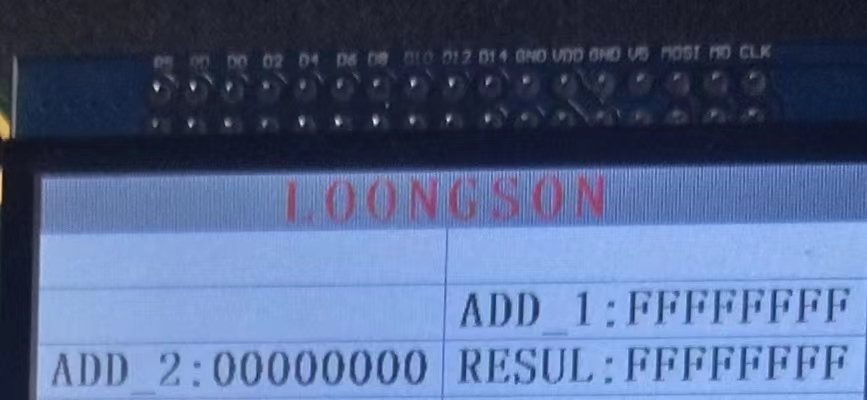 D0 D2 D4 D6 D8 D10 D12 D14 GND VDD GND V5 MOSI MO CLK
LOONGSON
ADD_1:FFFFFFFF
ADD_2:00000000 RESUL:FFFFFFFF